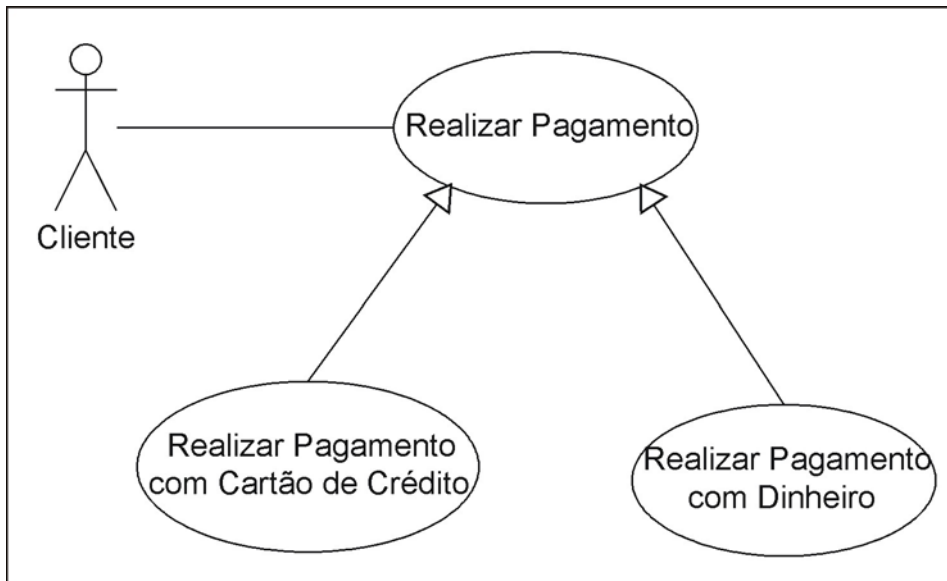 Realizar Pagamento
Cliente
Realizar Pagamento
com Cartão de Crédito
Realizar Pagamento
com Dinheiro